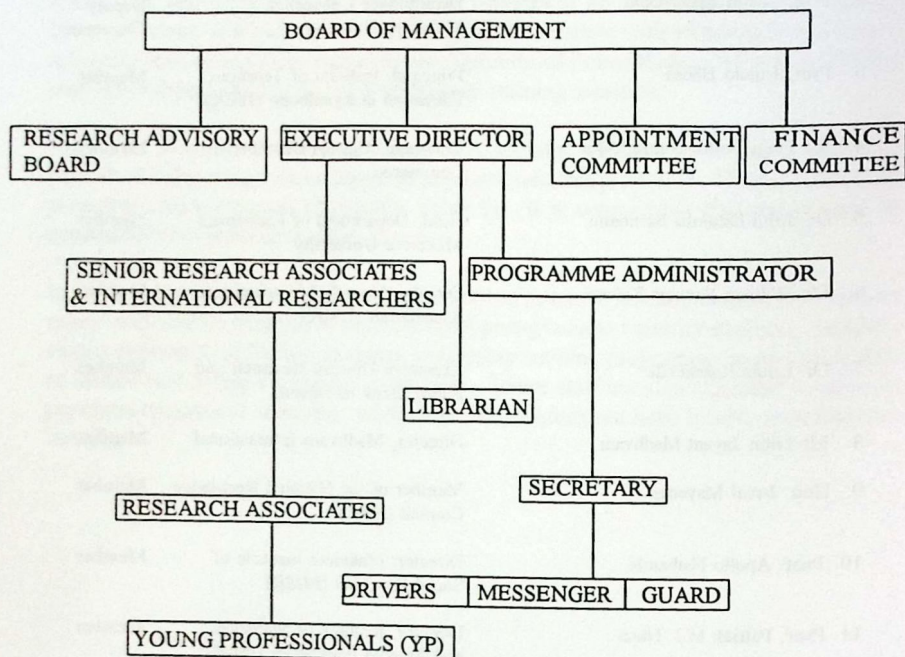 BOARD OF MANAGEMENT
RESEARCH ADVISORY
BOARD
EXECUTIVE DIRECTOR
APPOINTMENT
COMMITTEE
FINANCE
COMMITTEE
SENIOR RESEARCH ASSOCIATES
& INTERNATIONAL RESEARCHERS
PROGRAMME ADMINISTRATOR
LIBRARIAN
SECRETARY
RESEARCH ASSOCIATES
DRIVERS MESSENGER GUARD
YOUNG PROFESSIONALS (YP)